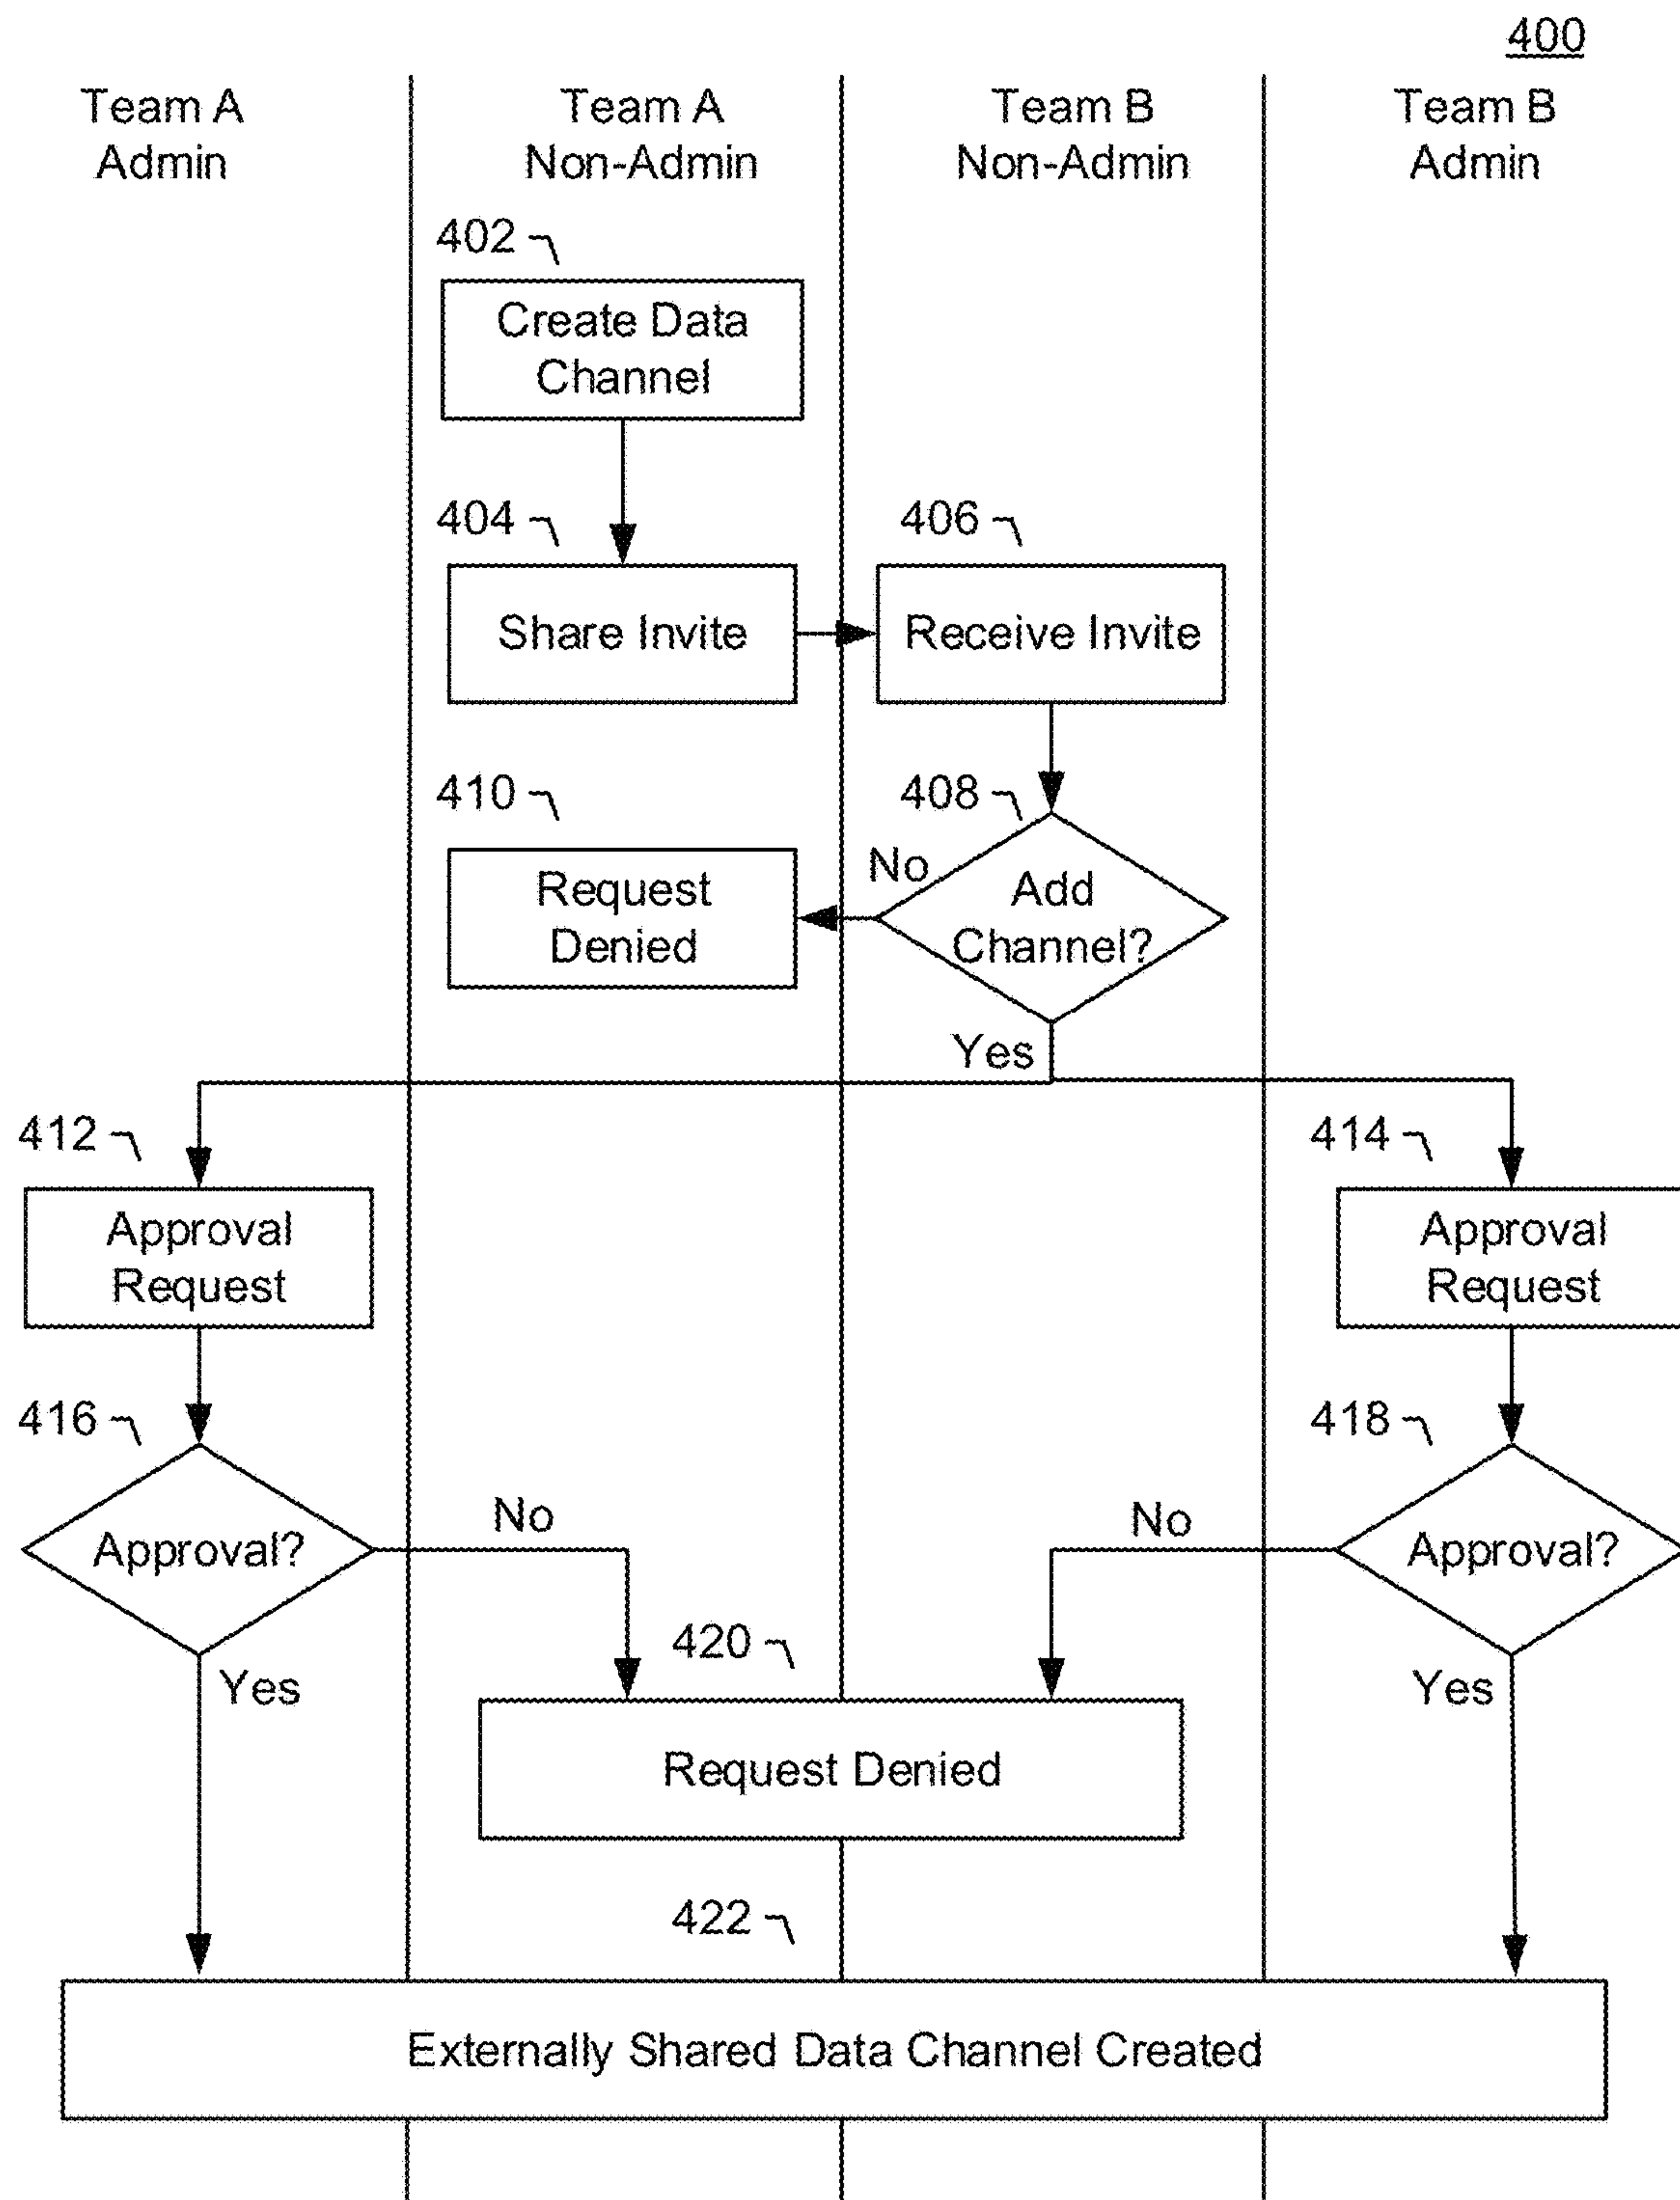 400
Team A
Admin
Team A
Non-Admin
Team B
Non-Admin
Team B
Admin
402
Create Data
Channel
404
Share Invite
406
Receive Invite
410
Request
Denied
408
No
Add
Channel?
Yes
412
Approval
Request
414
Approval
Request
416
Approval?
No
Yes
418
Approval?
No
Yes
420
Request Denied
422
Externally Shared Data Channel Created